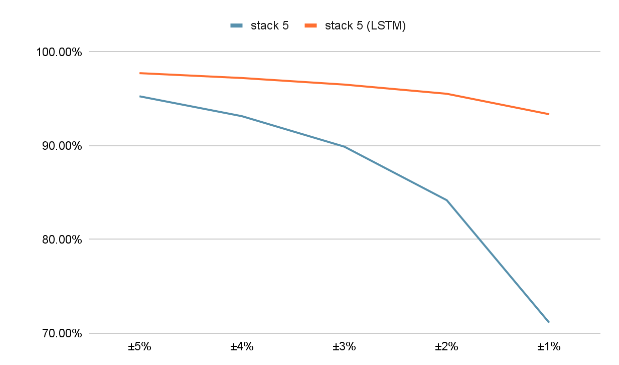 stack 5 stack 5 (LSTM)
100.00%
90.00%
80.00%
70.00%
±5% ±4% ±3% ±2% ±1%